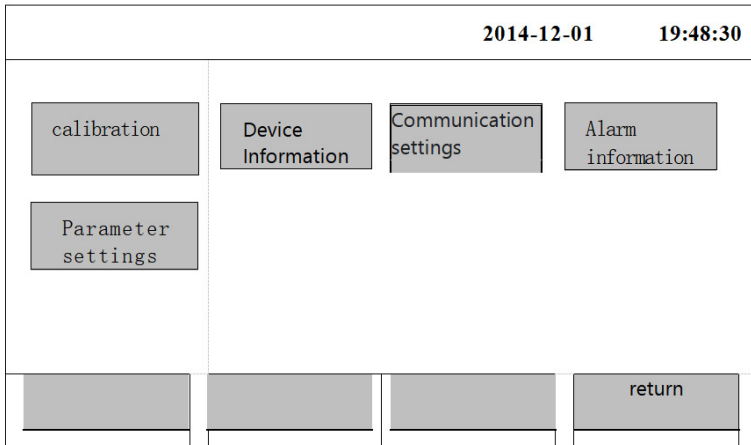 2014-12-01 19:48:30
calibration
Device
Information
Communication
settings
Alarm
information
Parameter
settings
return